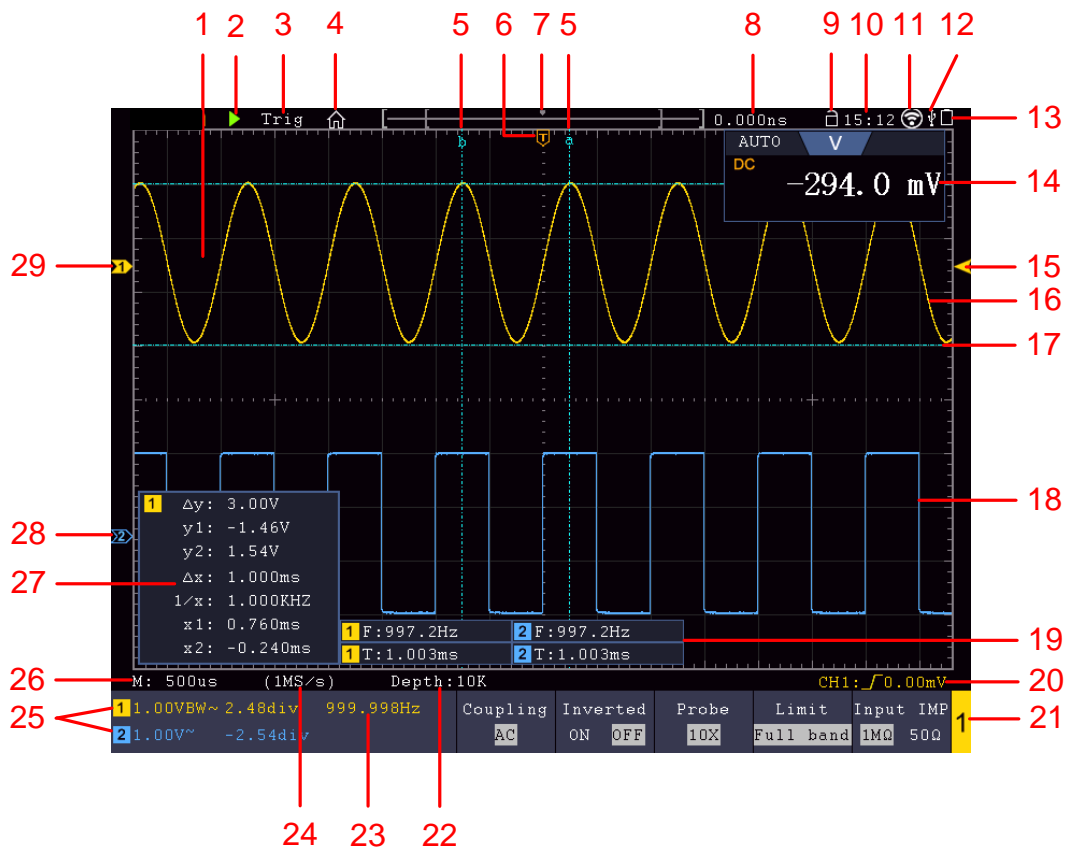 1 2 3 4 5 6 7 5 8 9 10 11 12
Trig 0.000ns 15:12 13
b T a
AUTO V
DC
-294.0 mV 14
29 1 15
16
17
18
1 Δy: 3.00V
y1: -1.46V
28 2 y2: 1.54V
27 Δx: 1.000ms
1/x: 1.000KHZ
x1: 0.760ms
x2: -0.240ms
1 F:997.2Hz 2 F:997.2Hz 19
1 T:1.003ms 2 T:1.003ms
26 M: 500us (1MS/s) Depth:10K CH1: 0.00mV 20
25 1 1.00VBW~ 2.48div 999.998Hz Coupling Inverted Probe Limit Input IMP 1 21
2 1.00V~ -2.54div AC ON OFF 10X Full band 1MΩ 50Ω
24 23 22